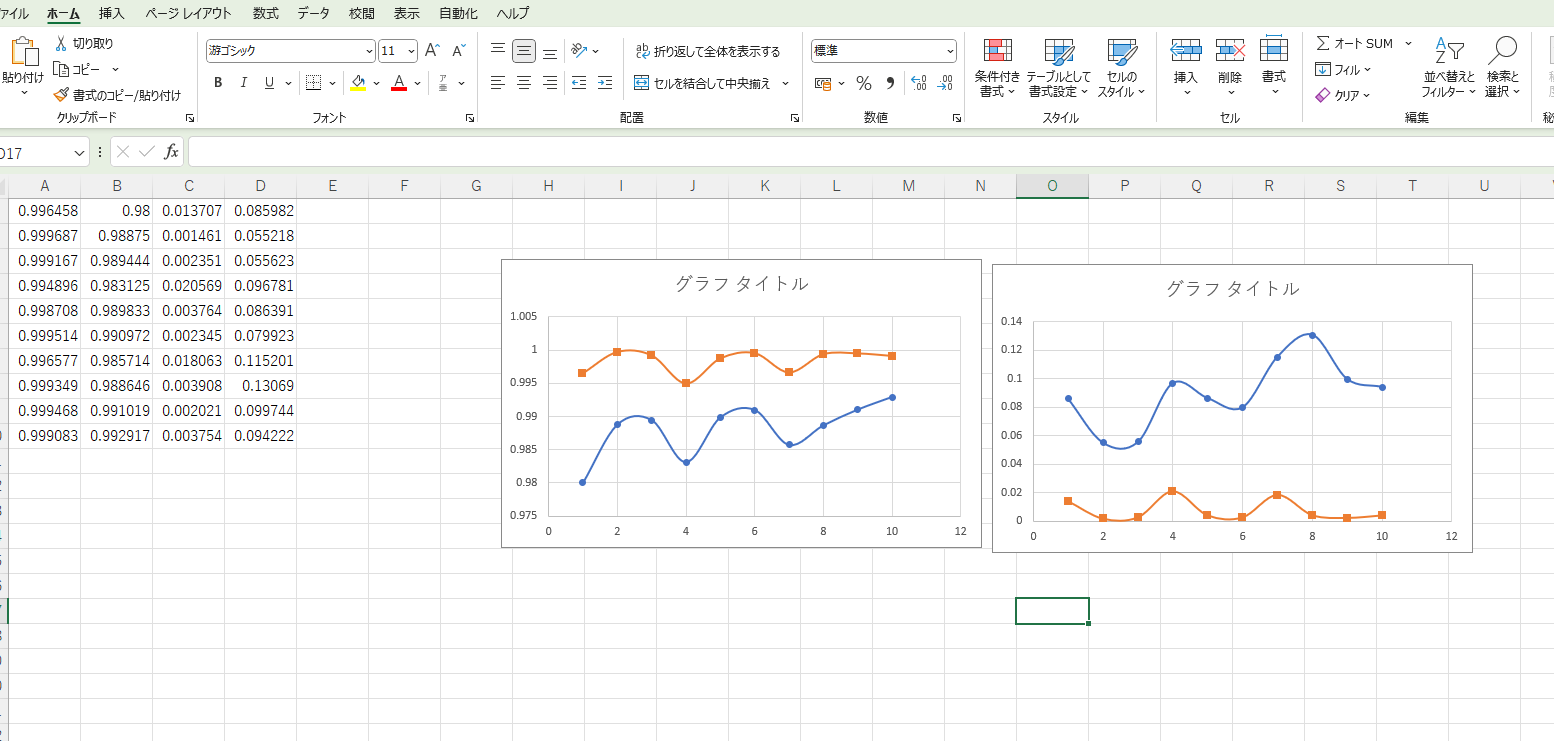 ファイル ホーム 挿入 ページ レイアウト 数式 データ 校閲 表示 自動化 ヘルプ
貼り付け
切り取り
コピー
書式のコピー/貼り付け
クリップボード
游ゴシック 11 A A
B I U A ア亜
フォント
折り返して全体を表示する
セルを結合して中央揃え
配置
標準
% 9 .00 .00
数値
条件付き書式
テーブルとして書式設定
セルのスタイル
スタイル
挿入 削除 書式
セル
Σ オート SUM
フィル
クリア
並べ替えとフィルター
検索と選択
編集
O17 fx
A B C D E F G H I J K L M N O P Q R S T U
0.996458 0.98 0.013707 0.085982
0.999687 0.98875 0.001461 0.055218
0.999167 0.989444 0.002351 0.055623
0.994896 0.983125 0.020569 0.096781
0.998708 0.989833 0.003764 0.086391
0.999514 0.990972 0.002345 0.079923
0.996577 0.985714 0.018063 0.115201
0.999349 0.988646 0.003908 0.13069
0.999468 0.991019 0.002021 0.099744
0.999083 0.992917 0.003754 0.094222
グラフ タイトル
1.005
1
0.995
0.99
0.985
0.98
0.975
0 2 4 6 8 10 12
グラフ タイトル
0.14
0.12
0.1
0.08
0.06
0.04
0.02
0
0 2 4 6 8 10 12